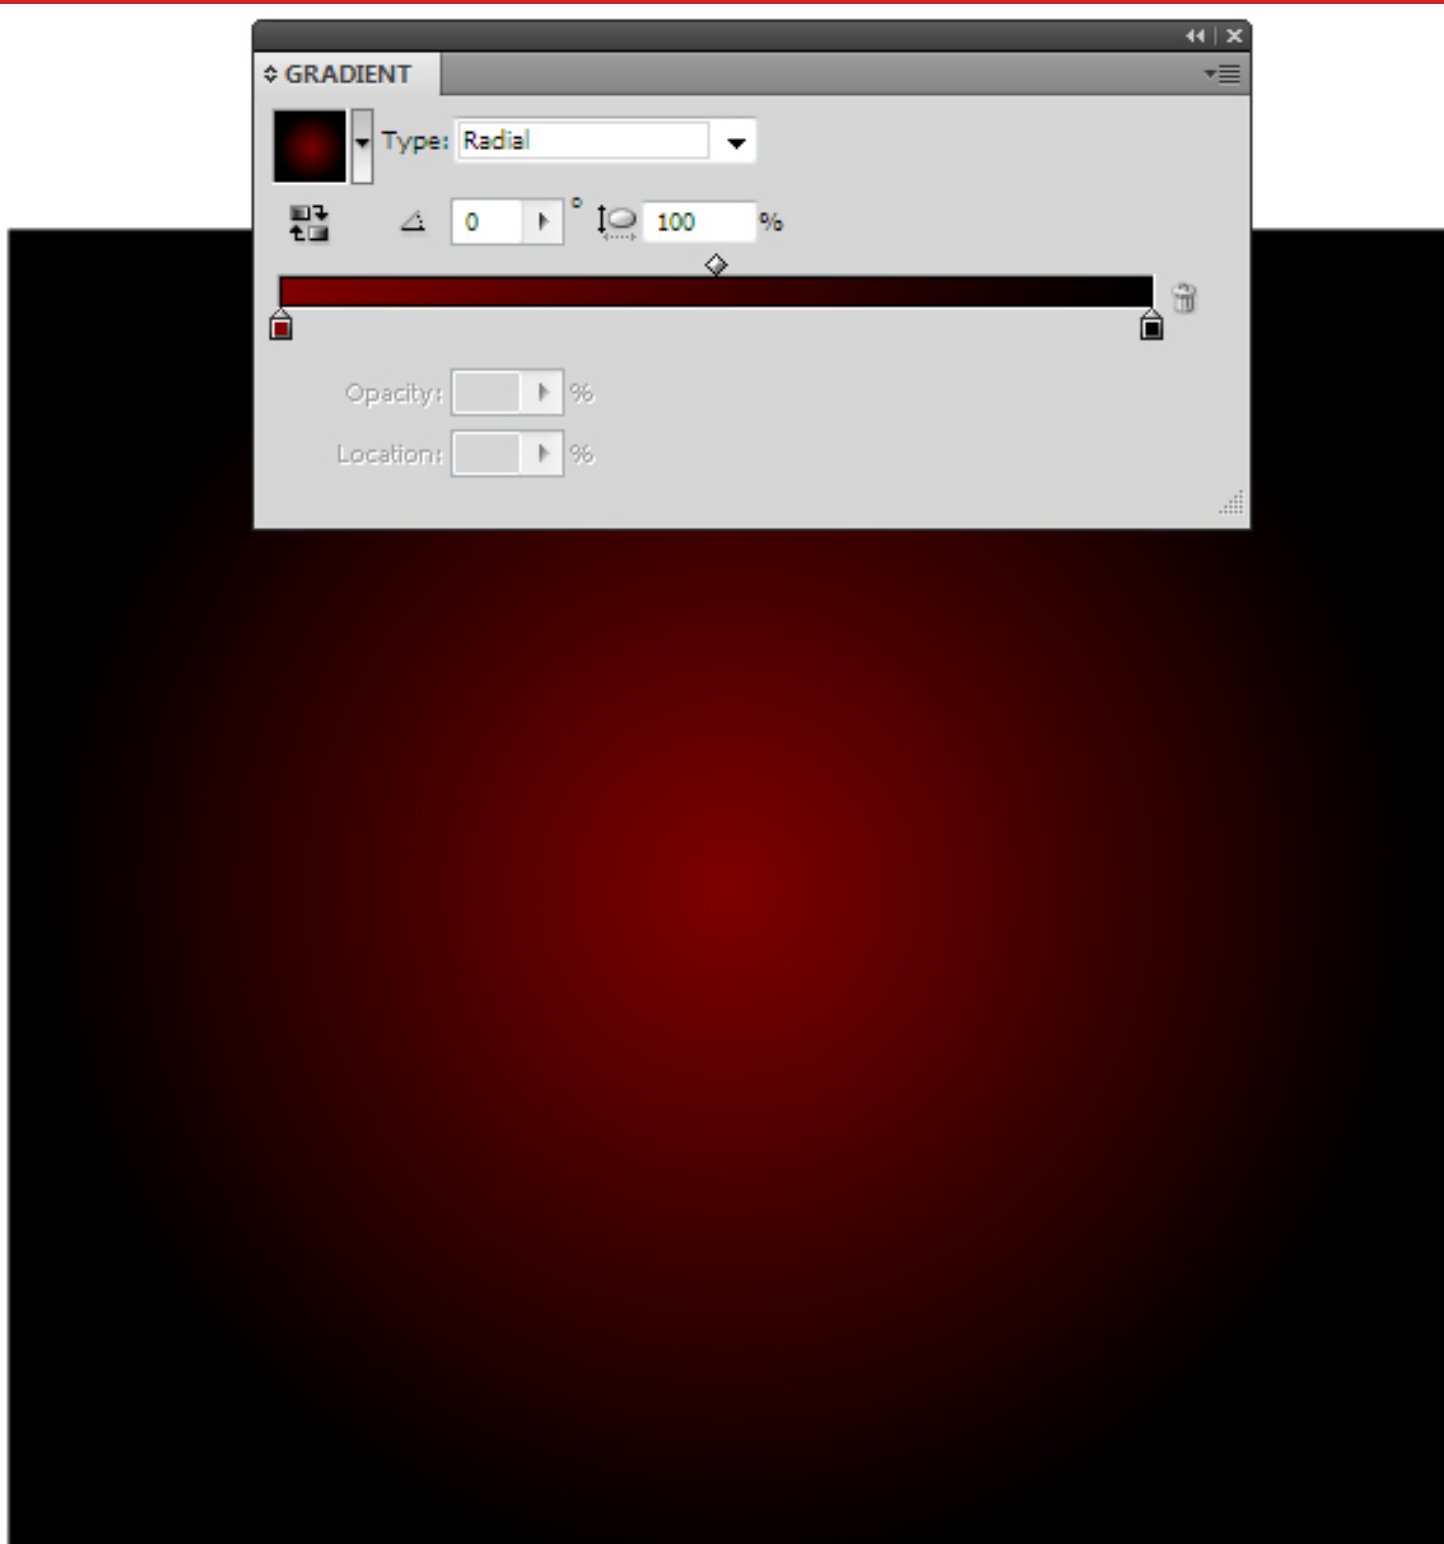 GRADIENT
Type: Radial
0 ° 100 %
Opacity: %
Location: %